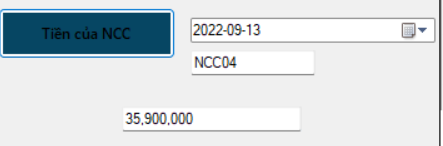 Tiền của NCC
2022-09-13
NCC04
35,900,000